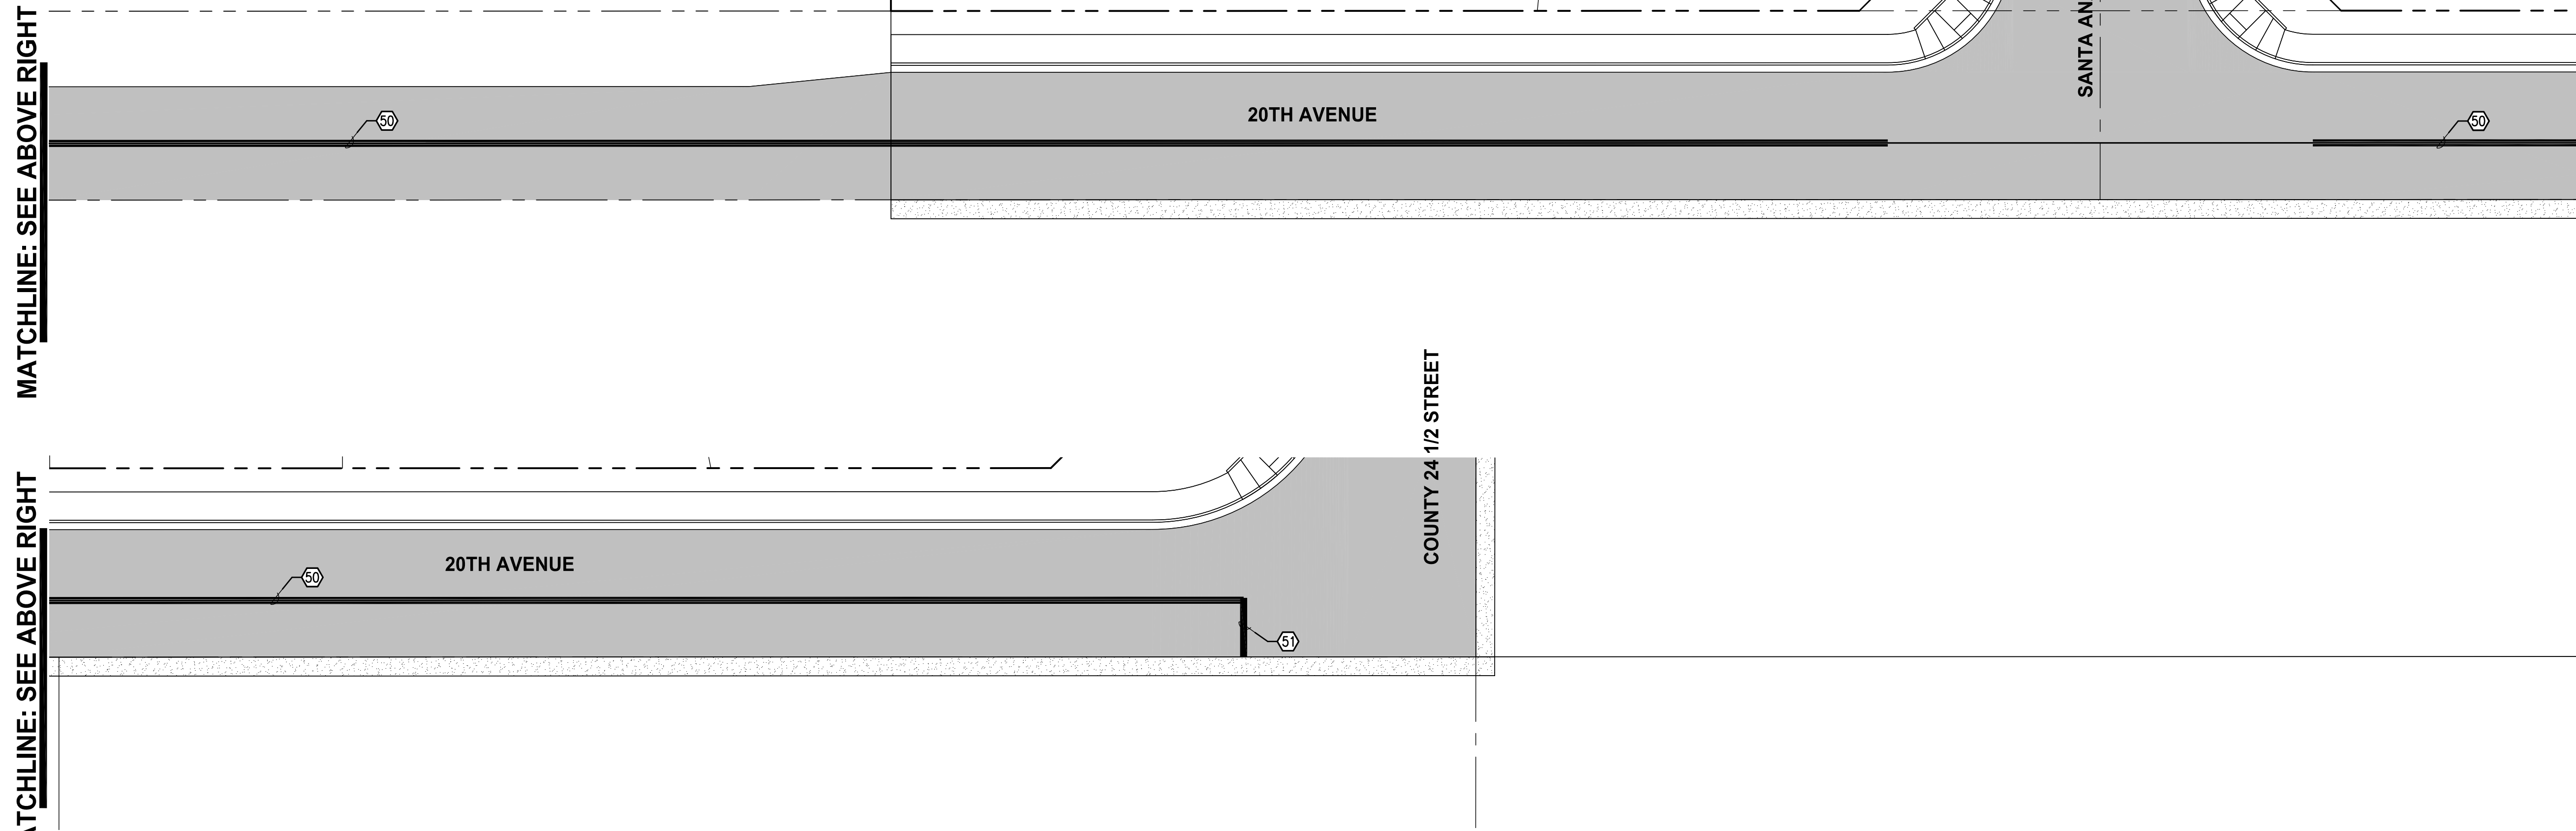 MATCHLINE: SEE ABOVE RIGHT
50
20TH AVENUE
SANTA AN
50
MATCHLINE: SEE ABOVE RIGHT
50
20TH AVENUE
51
COUNTY 24 1/2 STREET